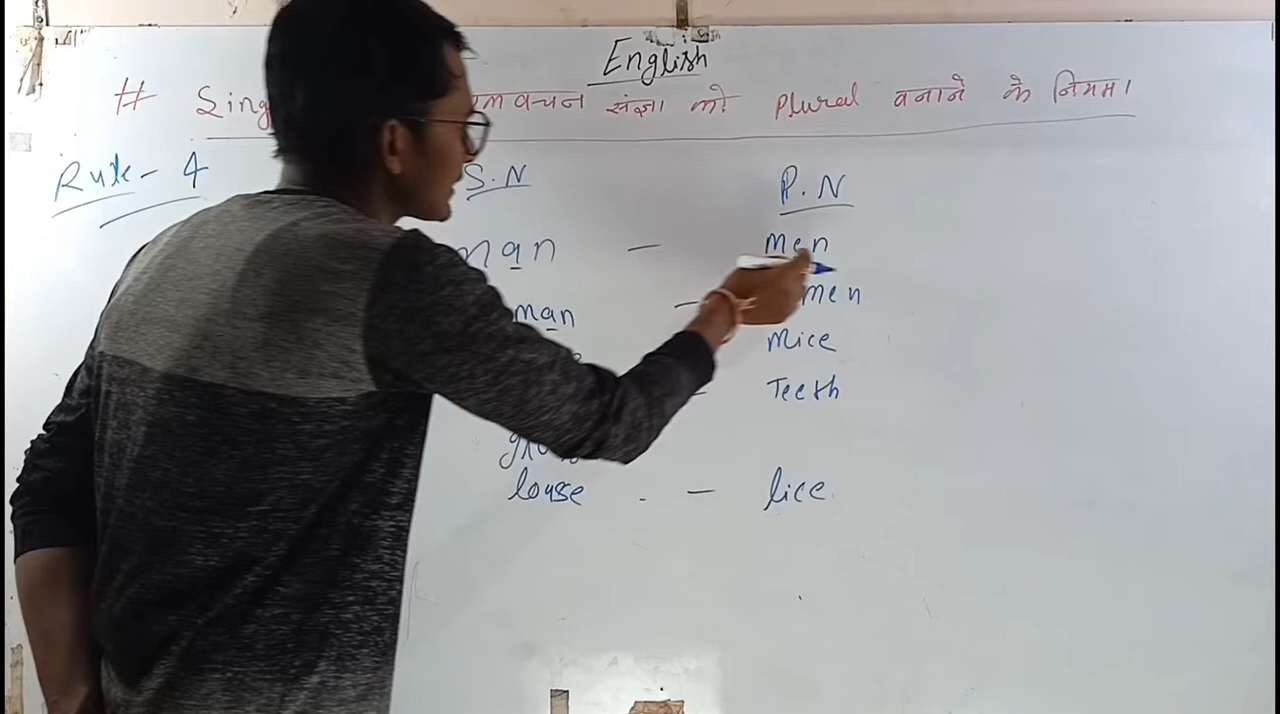 English
# Sing वचन संज्ञा को Plural बनाने के नियम।
Rule - 4 S.N P.N
man - men
man - men
Mice
- Teeth
louse - lice